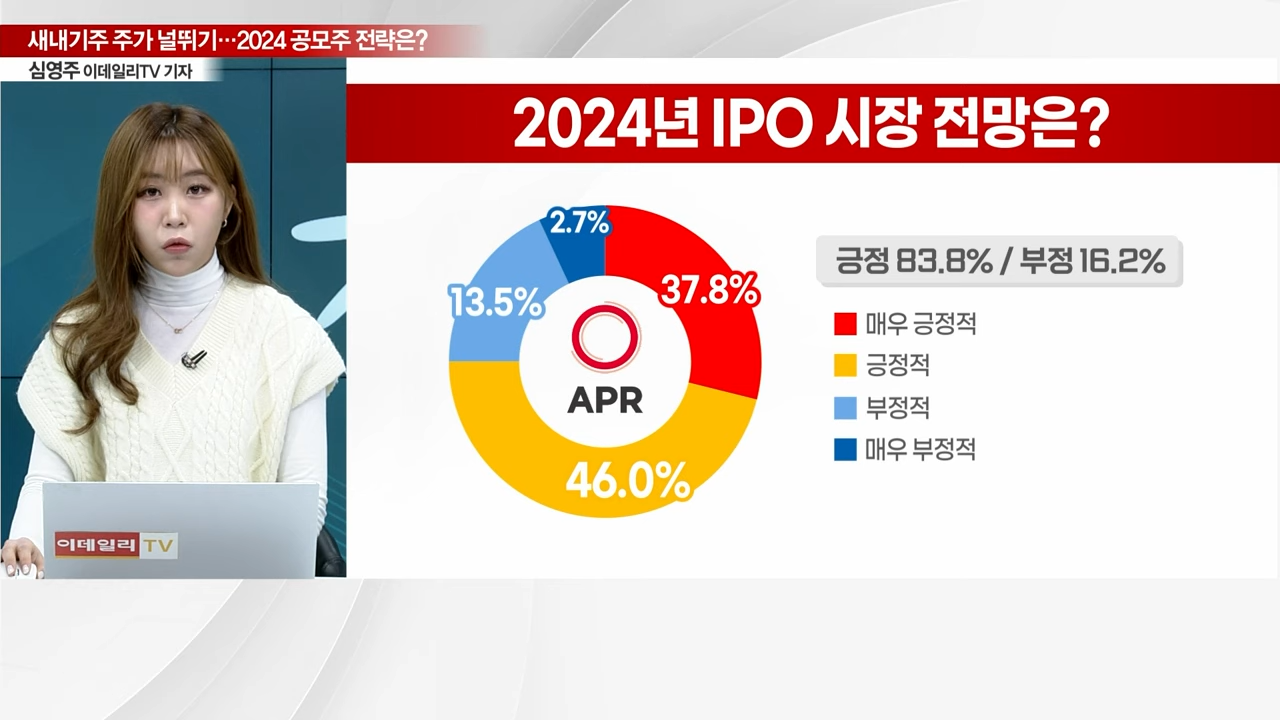 새내기주 주가 널뛰기…2024 공모주 전략은?
심영주 이데일리TV 기자
2024년 IPO 시장 전망은?
2.7%
37.8%
13.5%
46.0%
APR
긍정 83.8% / 부정 16.2%
매우 긍정적
긍정적
부정적
매우 부정적
이데일리 TV